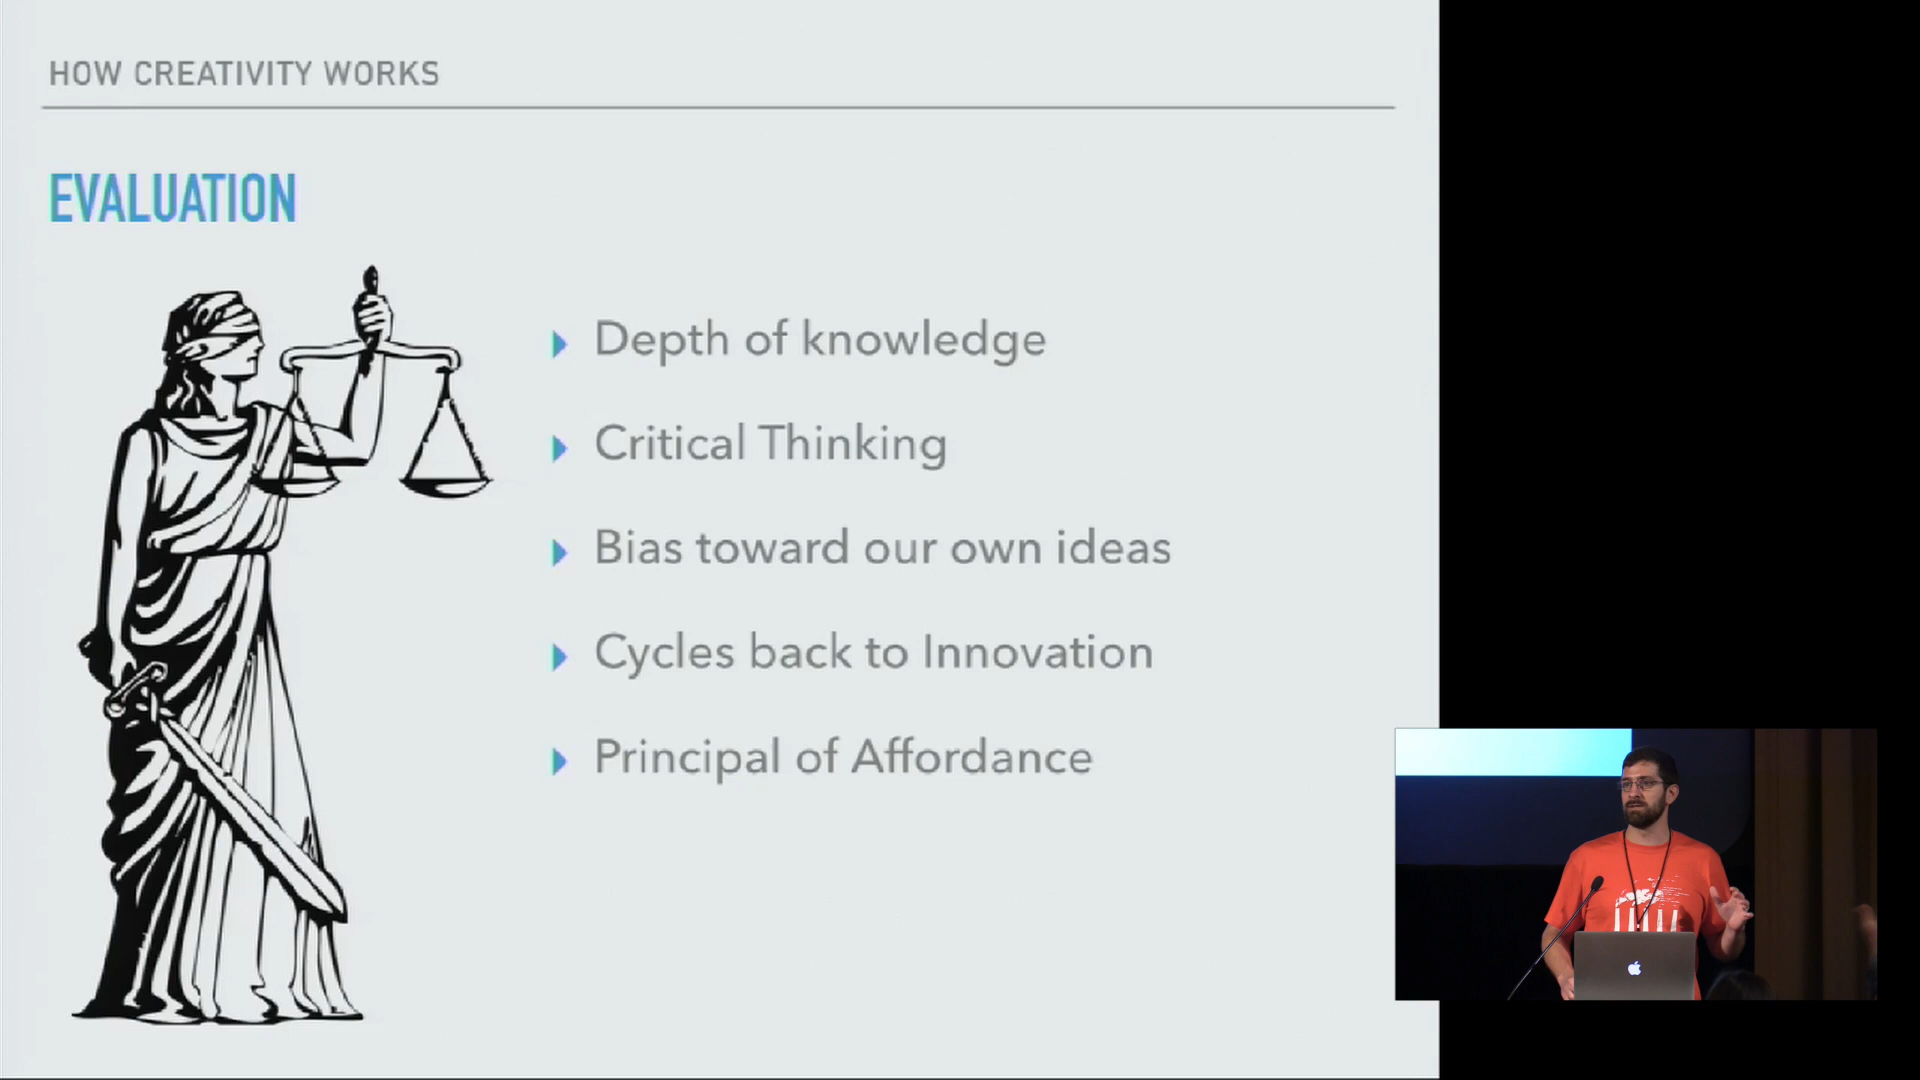 HOW CREATIVITY WORKS
EVALUATION
Depth of knowledge
Critical Thinking
Bias toward our own ideas
Cycles back to Innovation
Principal of Affordance